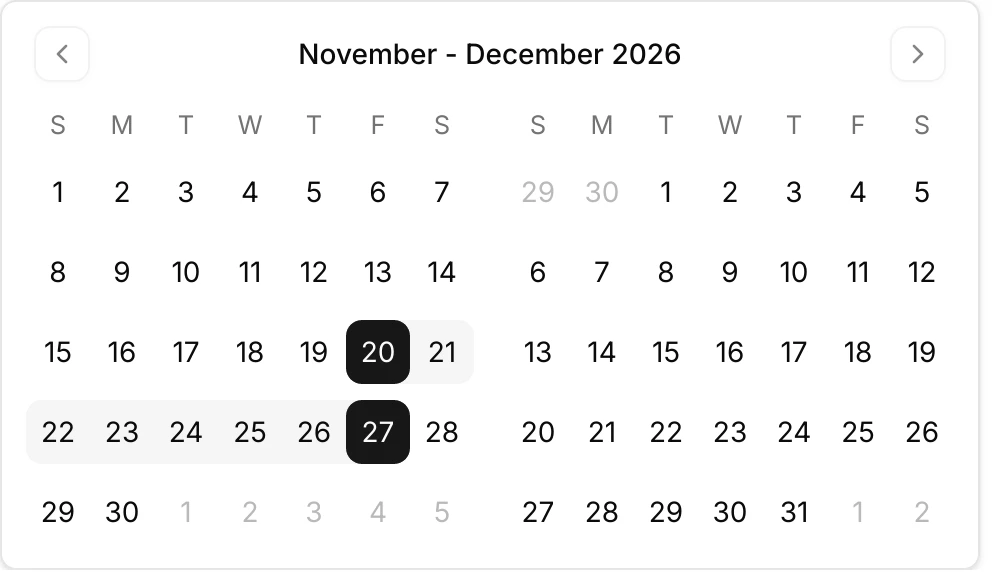 November - December 2026
S M T W T F S
1 2 3 4 5 6 7
8 9 10 11 12 13 14
15 16 17 18 19 20 21
22 23 24 25 26 27 28
29 30 1 2 3 4 5
S M T W T F S
29 30 1 2 3 4 5
6 7 8 9 10 11 12
13 14 15 16 17 18 19
20 21 22 23 24 25 26
27 28 29 30 31 1 2